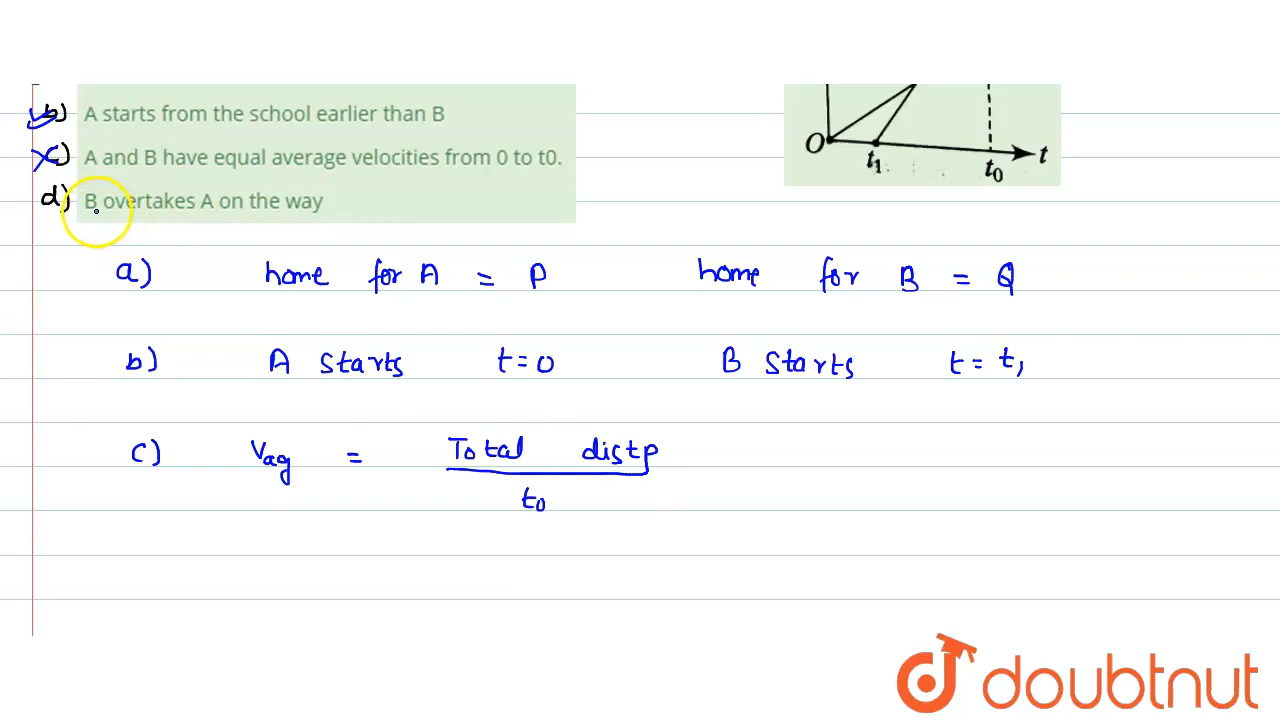 b) A starts from the school earlier than B
c) A and B have equal average velocities from 0 to t0.
d) B overtakes A on the way
O t₁ t₀ t
a) home for A = P home for B = Q
b) A starts t=0 B starts t = t₁
c) Vag = Total distp
t₀
doubtnut